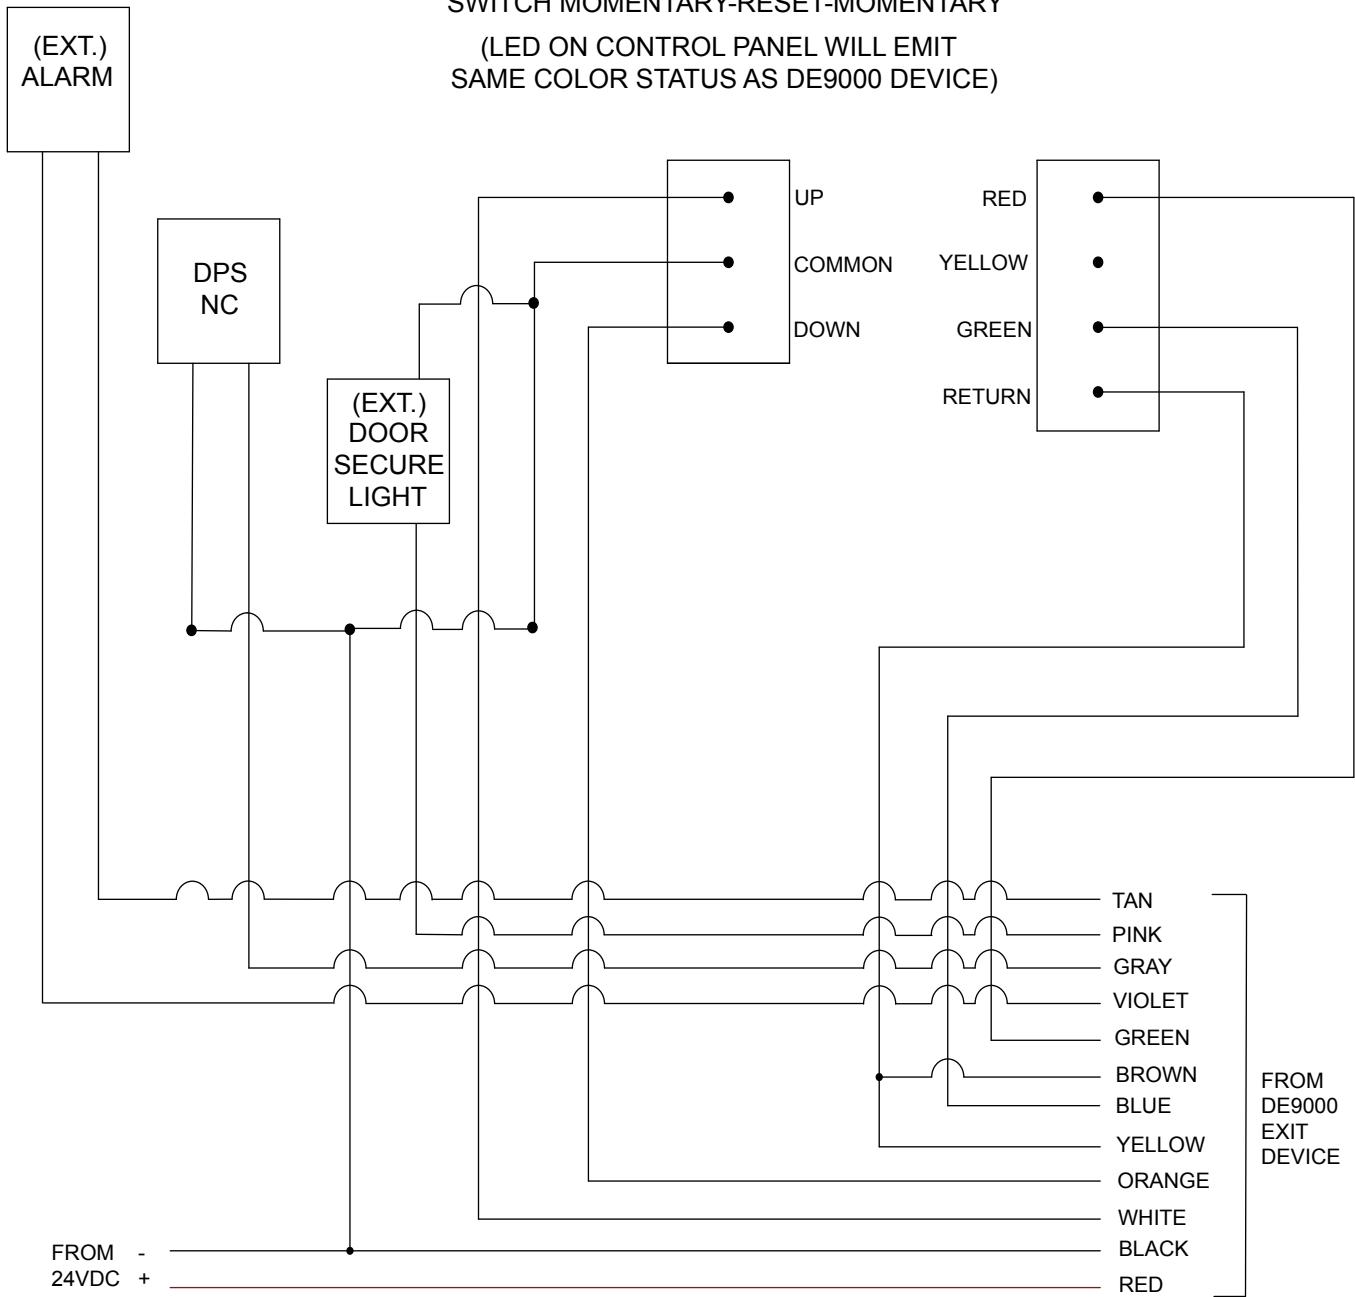 SWITCH MOMENTARY-RESET-MOMENTARY
(LED ON CONTROL PANEL WILL EMIT
SAME COLOR STATUS AS DE9000 DEVICE)
(EXT.)
ALARM
DPS
NC
(EXT.)
DOOR
SECURE
LIGHT
UP
COMMON
DOWN
RED
YELLOW
GREEN
RETURN
TAN
PINK
GRAY
VIOLET
GREEN
BROWN
BLUE
YELLOW
ORANGE
WHITE
BLACK
RED
FROM
DE9000
EXIT
DEVICE
FROM -
24VDC +